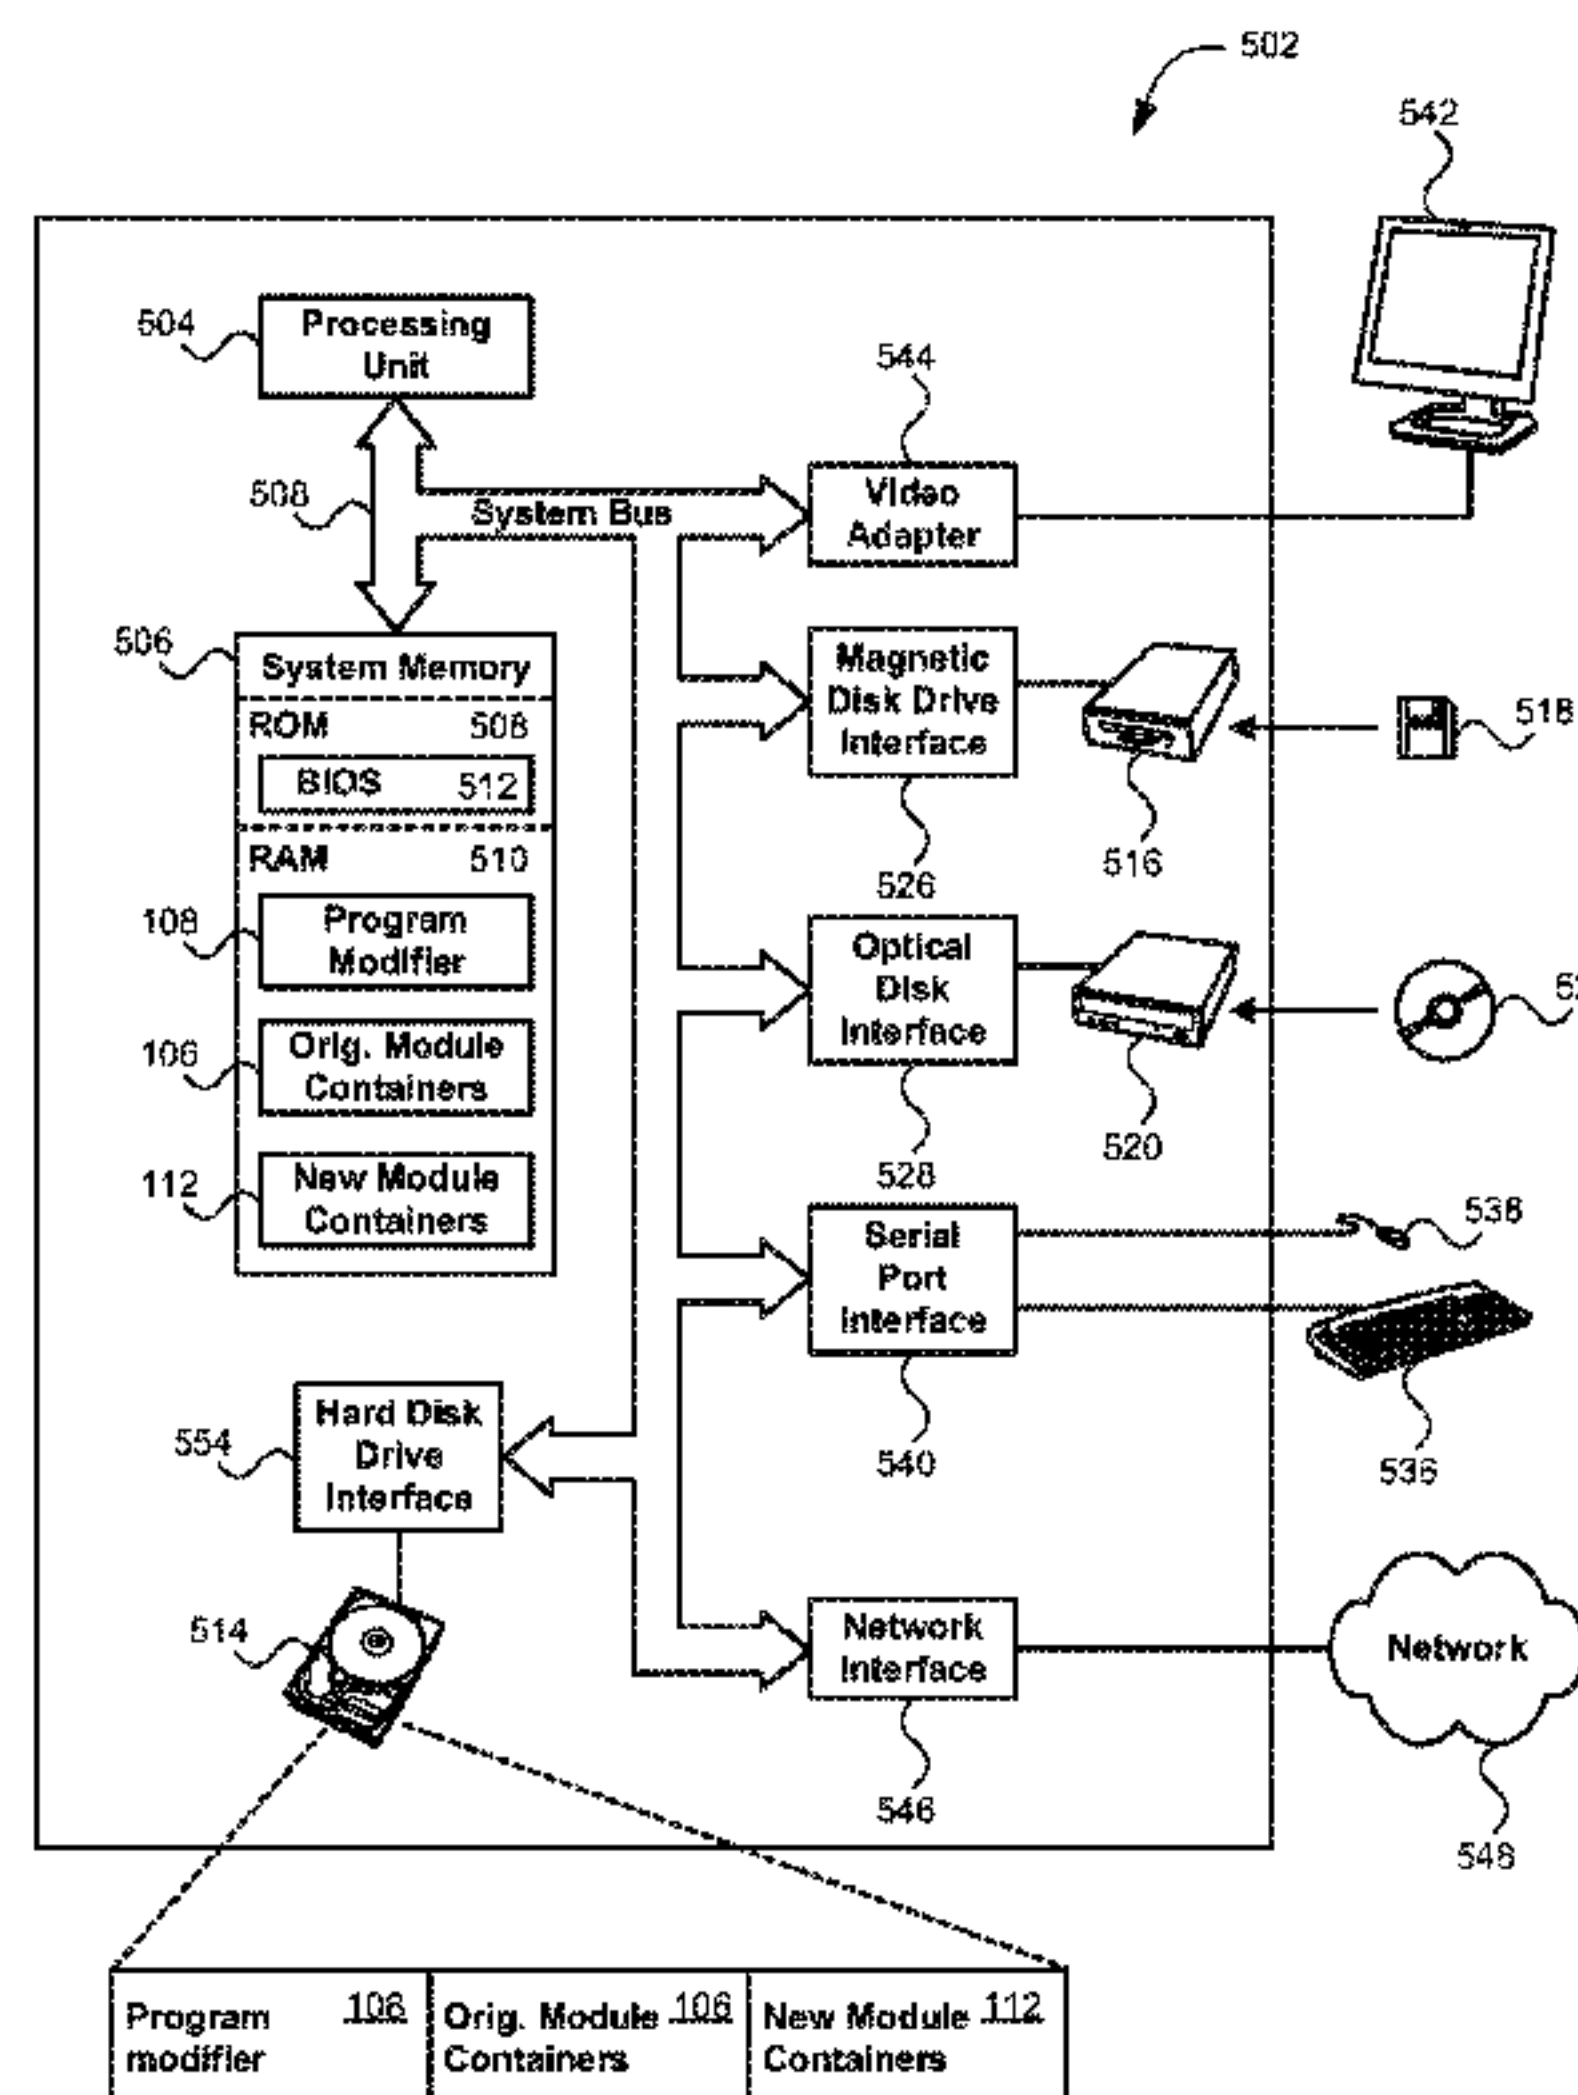 502
542
504
Processing
Unit
544
508
System Bus
Video
Adapter
506
System Memory
ROM 508
BIOS 512
RAM 510
108
Program
Modifier
106
Orig. Module
Containers
112
New Module
Containers
Magnetic
Disk Drive
Interface
526
516
518
Optical
Disk
Interface
528
520
Serial
Port
Interface
540
538
536
554
Hard Disk
Drive
Interface
514
Network
Interface
546
Network
548
Program 108
modifier
Orig. Module 106
Containers
New Module 112
Containers